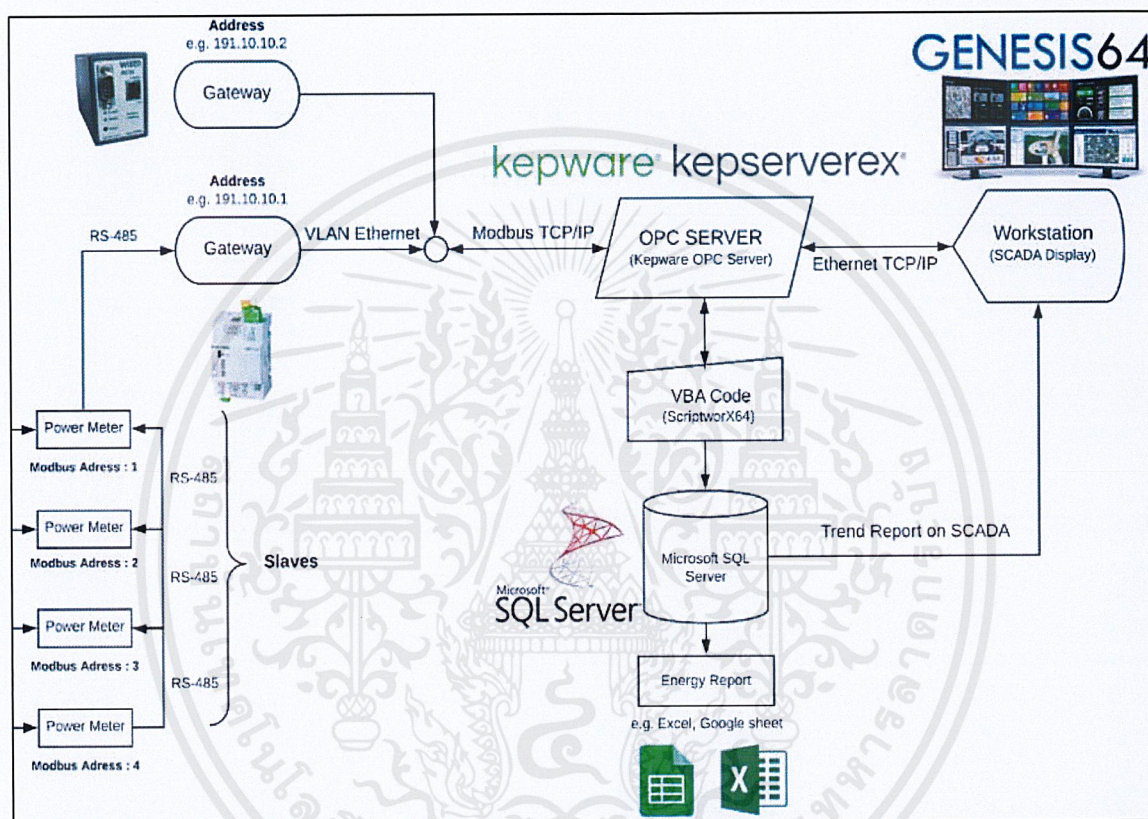 Address
e.g. 191.10.10.2
Gateway
GENESIS64
kepware kepserverex
Address
e.g. 191.10.10.1
RS-485
Gateway
VLAN Ethernet
Modbus TCP/IP
OPC SERVER
(Kepware OPC Server)
Ethernet TCP/IP
Workstation
(SCADA Display)
VBA Code
(ScriptworX64)
Power Meter
Modbus Adress : 1
RS-485
Power Meter
Modbus Adress : 2
RS-485
Slaves
Power Meter
Modbus Adress : 3
RS-485
Power Meter
Modbus Adress : 4
Microsoft
SQL Server
Microsoft SQL
Server
Trend Report on SCADA
Energy Report
e.g. Excel, Google sheet
X